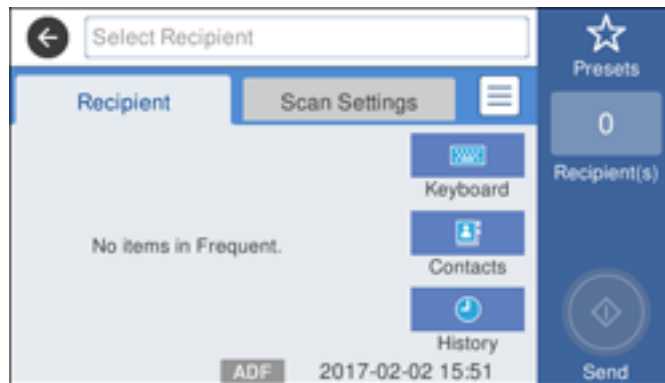 Select Recipient
Presets
Recipient
Scan Settings
0
Recipient(s)
Keyboard
No items in Frequent.
Contacts
History
ADF 2017-02-02 15:51
Send